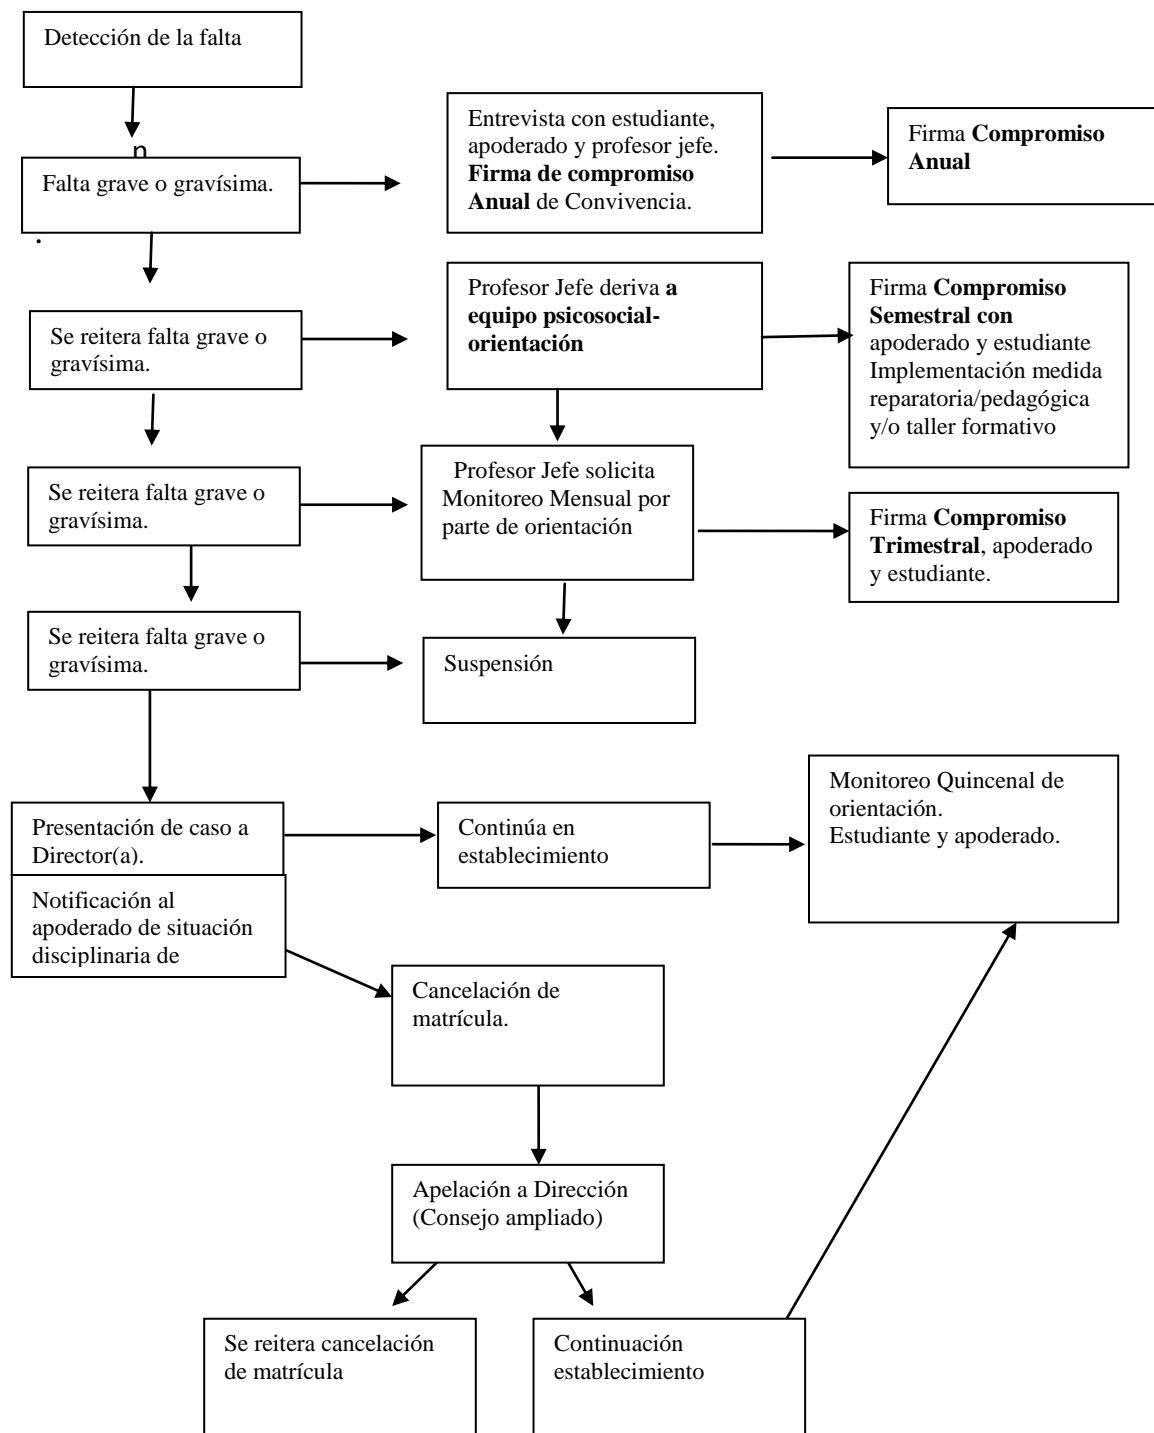 Detección de la falta
n
Falta grave o gravísima.
.
Entrevista con estudiante,
apoderado y profesor jefe.
Firma de compromiso
Anual de Convivencia.
Firma Compromiso
Anual
Se reitera falta grave o
gravísima.
Profesor Jefe deriva a
equipo psicosocial-
orientación
Firma Compromiso
Semestral con
apoderado y estudiante
Implementación medida
reparatoria/pedagógica
y/o taller formativo
Se reitera falta grave o
gravísima.
Profesor Jefe solicita
Monitoreo Mensual por
parte de orientación
Firma Compromiso
Trimestral, apoderado
y estudiante.
Se reitera falta grave o
gravísima.
Suspensión
Presentación de caso a
Director(a).
Continúa en
establecimiento
Monitoreo Quincenal de
orientación.
Estudiante y apoderado.
Notificación al
apoderado de situación
disciplinaria de
Cancelación de
matrícula.
Apelación a Dirección
(Consejo ampliado)
Se reitera cancelación
de matrícula
Continuación
establecimiento